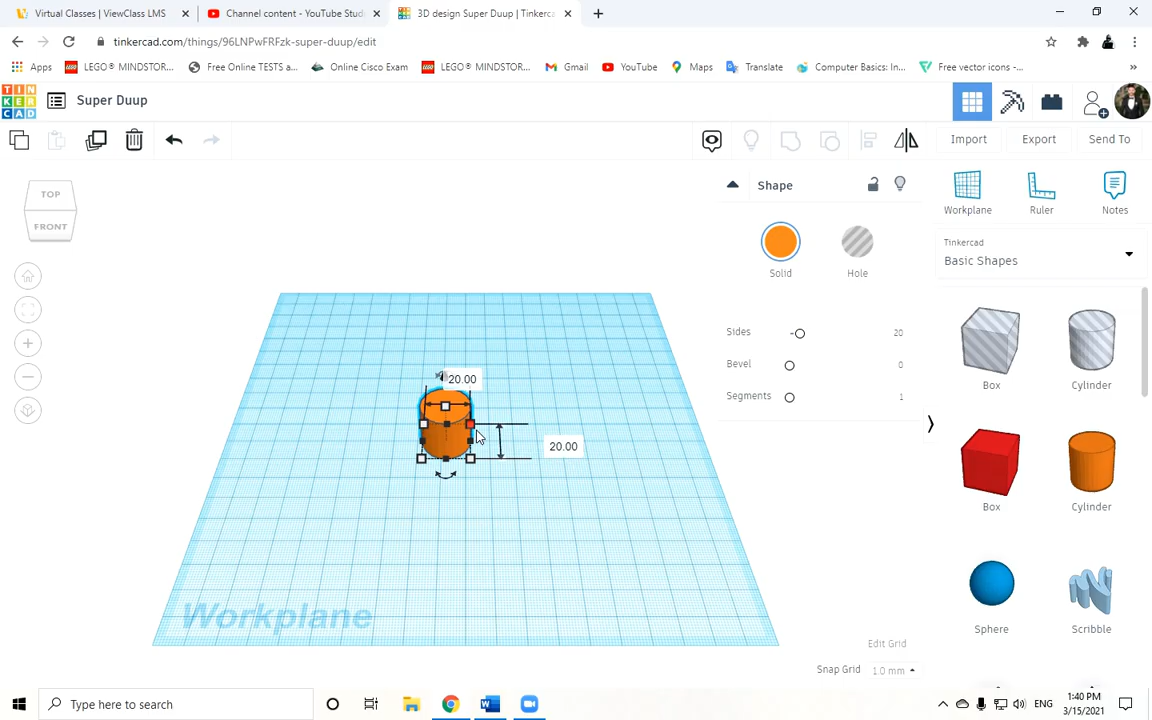 Virtual Classes | ViewClass LMS
Channel content - YouTube Stud
3D design Super Duup | Tinkerca
tinkercad.com/things/96LNPwFRFzk-super-duup/edit
Apps
LEGO® MINDSTOR...
Free Online TESTS a...
Online Cisco Exam
LEGO® MINDSTOR...
Gmail
YouTube
Maps
Translate
Computer Basics: In...
Free vector icons -...
»
TIN
KER
CAD
Super Duup
Import
Export
Send To
TOP
FRONT
Shape
Solid
Hole
Sides
20
Bevel
0
Segments
1
Workplane
Ruler
Notes
Tinkercad
Basic Shapes
Box
Cylinder
Box
Cylinder
Sphere
Scribble
20.00
20.00
Workplane
Edit Grid
Snap Grid
1.0 mm
Type here to search
ENG
1:40 PM
3/15/2021